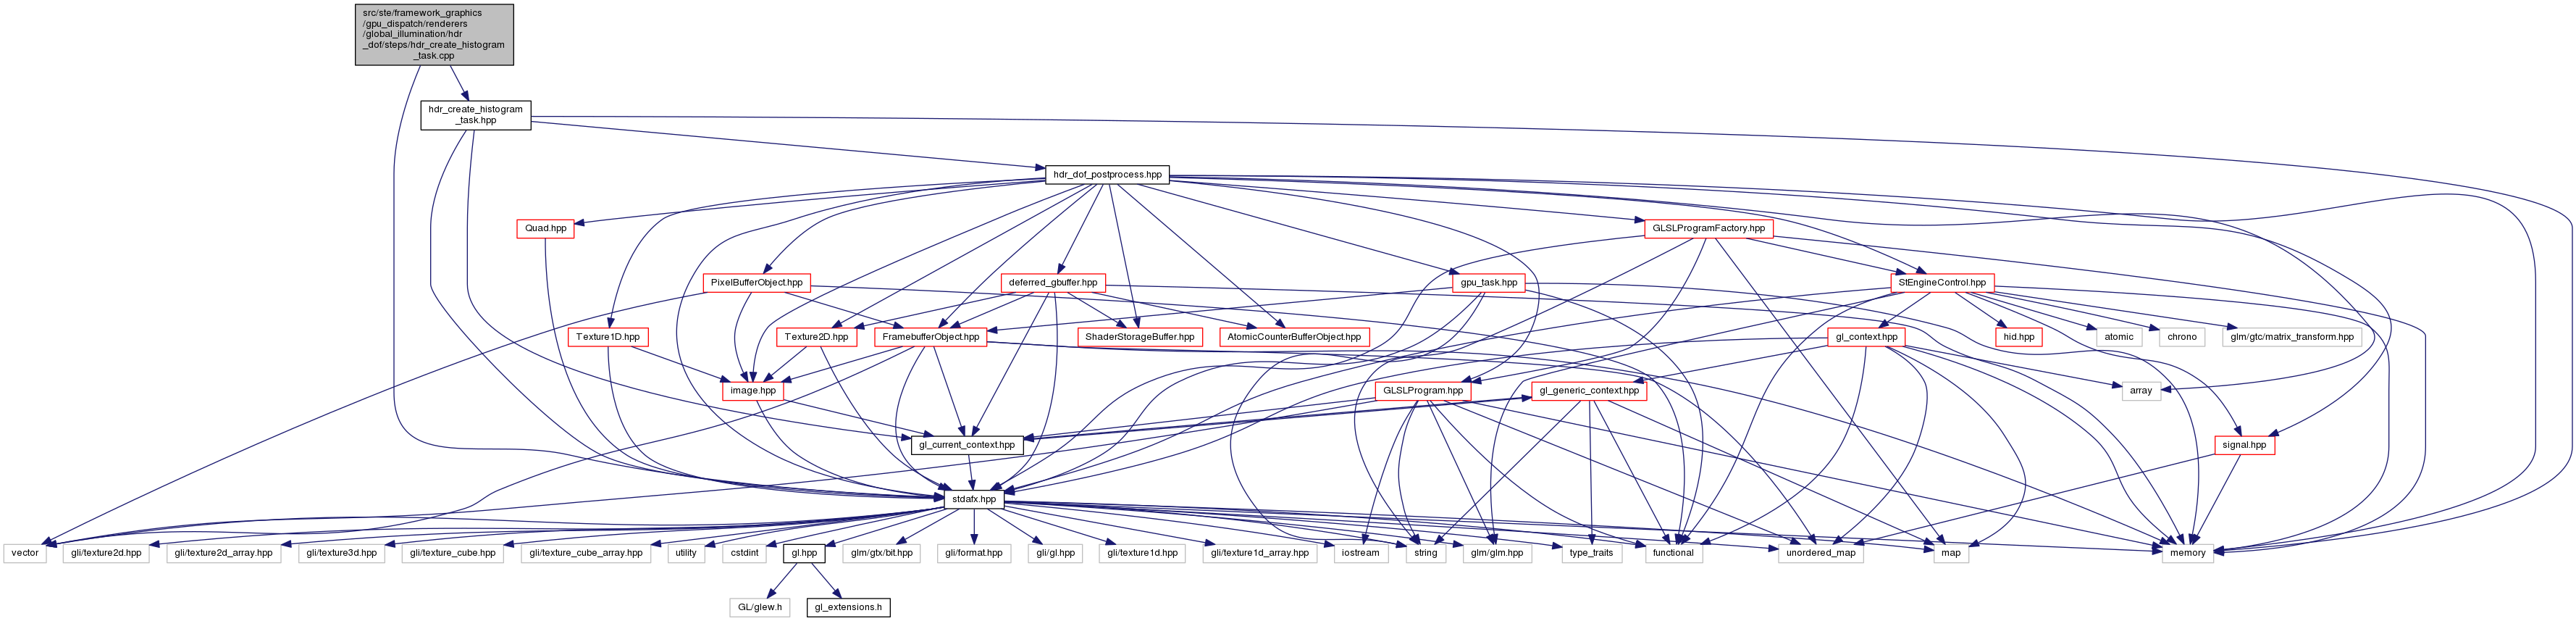 src/ste/framework_graphics
/gpu_dispatch/renderers
/global_illumination/hdr
_dof/steps/hdr_create_histogram
_task.cpp
hdr_create_histogram
_task.hpp
hdr_dof_postprocess.hpp
Quad.hpp
GLSLProgramFactory.hpp
PixelBufferObject.hpp
deferred_gbuffer.hpp
gpu_task.hpp
StEngineControl.hpp
Texture1D.hpp
Texture2D.hpp
FramebufferObject.hpp
ShaderStorageBuffer.hpp
AtomicCounterBufferObject.hpp
gl_context.hpp
hid.hpp
atomic
chrono
glm/gtc/matrix_transform.hpp
image.hpp
GLSLProgram.hpp
gl_generic_context.hpp
array
gl_current_context.hpp
signal.hpp
stdafx.hpp
vector
gli/texture2d.hpp
gli/texture2d_array.hpp
gli/texture3d.hpp
gli/texture_cube.hpp
gli/texture_cube_array.hpp
utility
cstdint
gl.hpp
glm/gtx/bit.hpp
gli/format.hpp
gli/gl.hpp
gli/texture1d.hpp
gli/texture1d_array.hpp
iostream
string
glm/glm.hpp
type_traits
functional
unordered_map
map
memory
GL/glew.h
gl_extensions.h